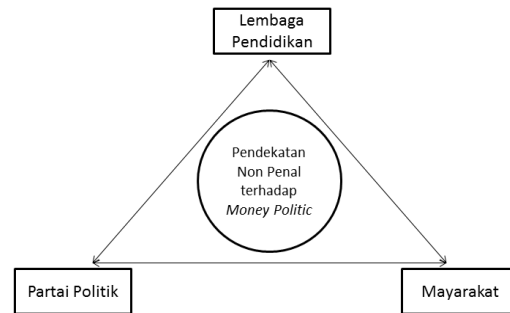 Lembaga
Pendidikan
Pendekatan
Non Penal
terhadap
Money Politic
Partai Politik
Mayarakat